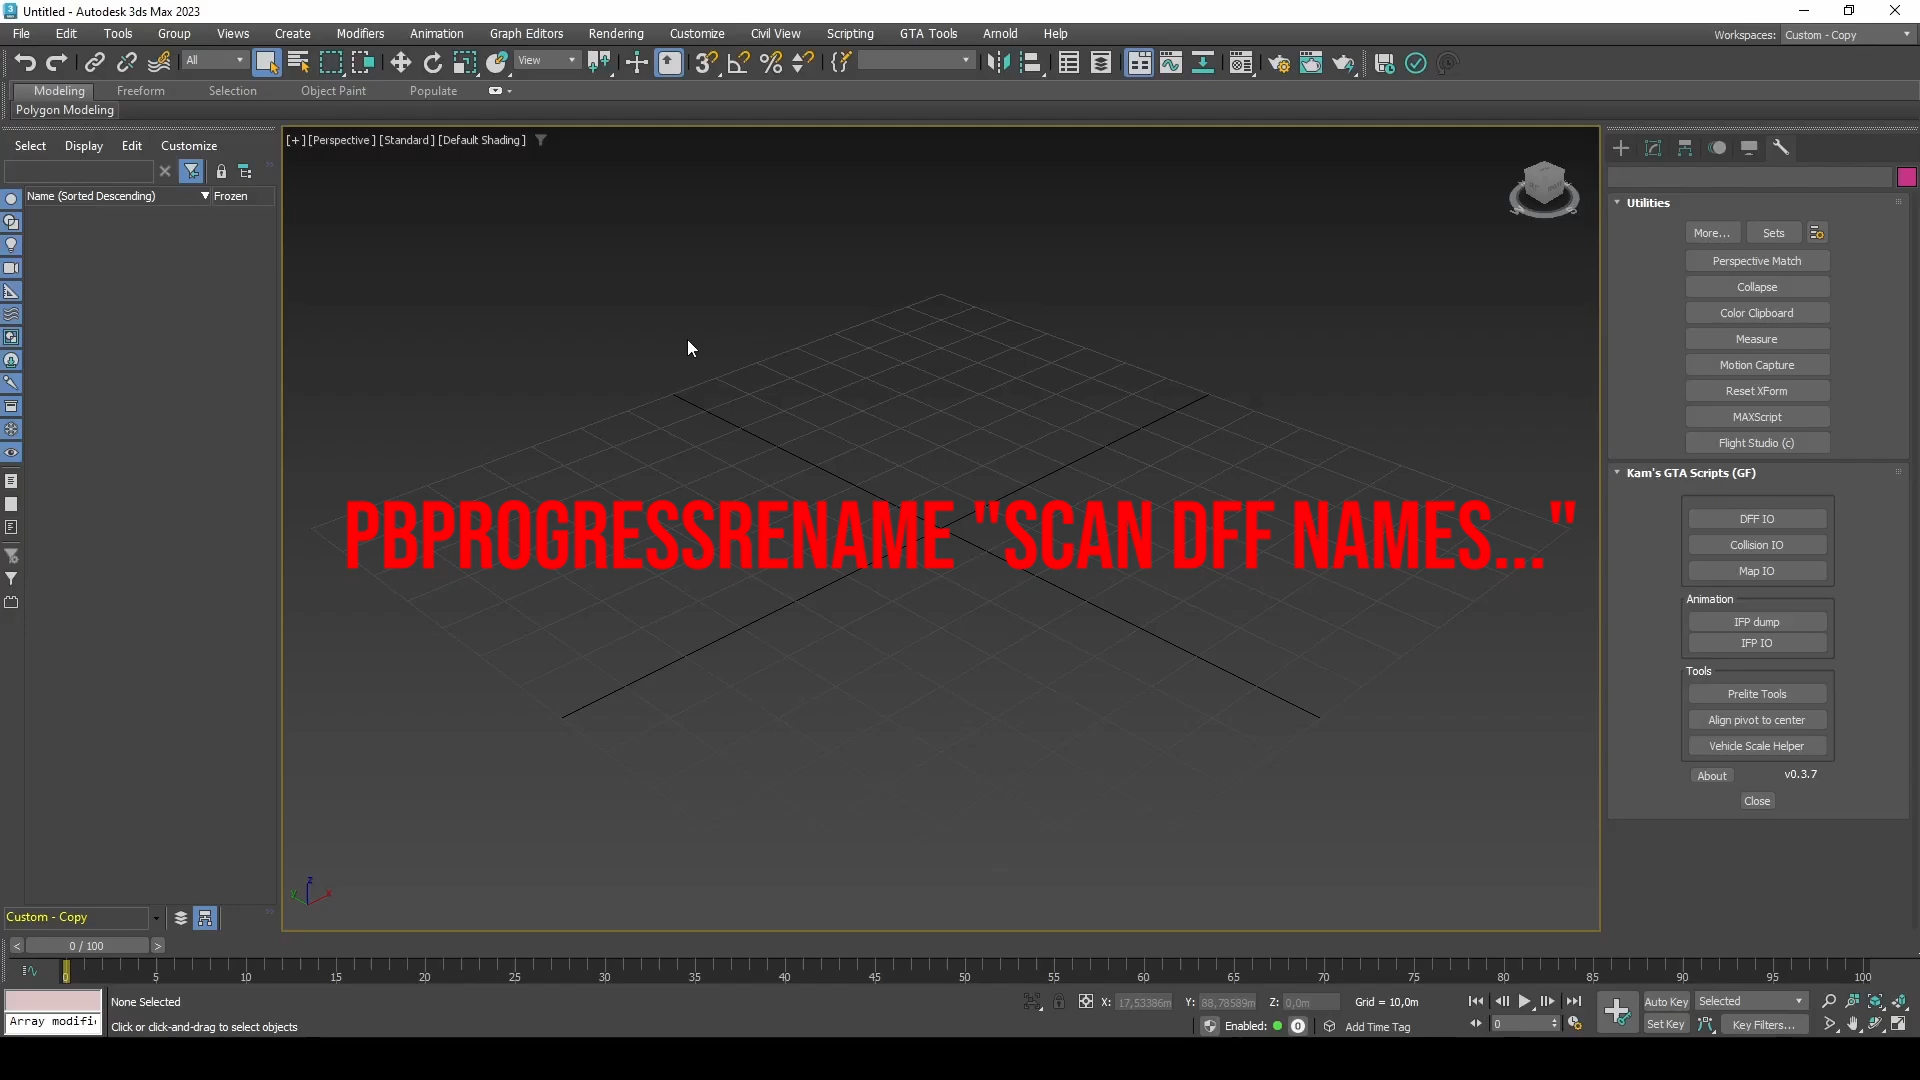 Untitled - Autodesk 3ds Max 2023
File Edit Tools Group Views Create Modifiers Animation Graph Editors Rendering Customize Civil View Scripting GTA Tools Arnold Help
Workspaces: Custom - Copy
All
View
Modeling Freeform Selection Object Paint Populate
Polygon Modeling
Select Display Edit Customize
Name (Sorted Descending) Frozen
[+] [Perspective] [Standard] [Default Shading]
Utilities
More... Sets
Perspective Match
Collapse
Color Clipboard
Measure
Motion Capture
Reset XForm
MAXScript
Flight Studio (c)
Kam's GTA Scripts (GF)
DFF IO
Collision IO
Map IO
Animation
IFP dump
IFP IO
Tools
Prelite Tools
Align pivot to center
Vehicle Scale Helper
About v0.3.7
Close
PBPROGRESSRENAME "SCAN DFF NAMES..."
z
y x
Custom - Copy
< 0 / 100 >
0 5 10 15 20 25 30 35 40 45 50 55 60 65 70 75 80 85 90 95 100
None Selected
X: 17,53386m Y: 88,78589m Z: 0,0m Grid = 10,0m
Auto Key Selected
Array modifi
Click or click-and-drag to select objects
Enabled: 0 Add Time Tag
0
Set Key Key Filters...